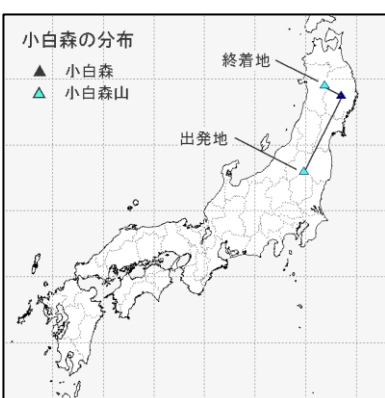 小白森の分布
▲ 小白森
△ 小白森山
終着地
出発地